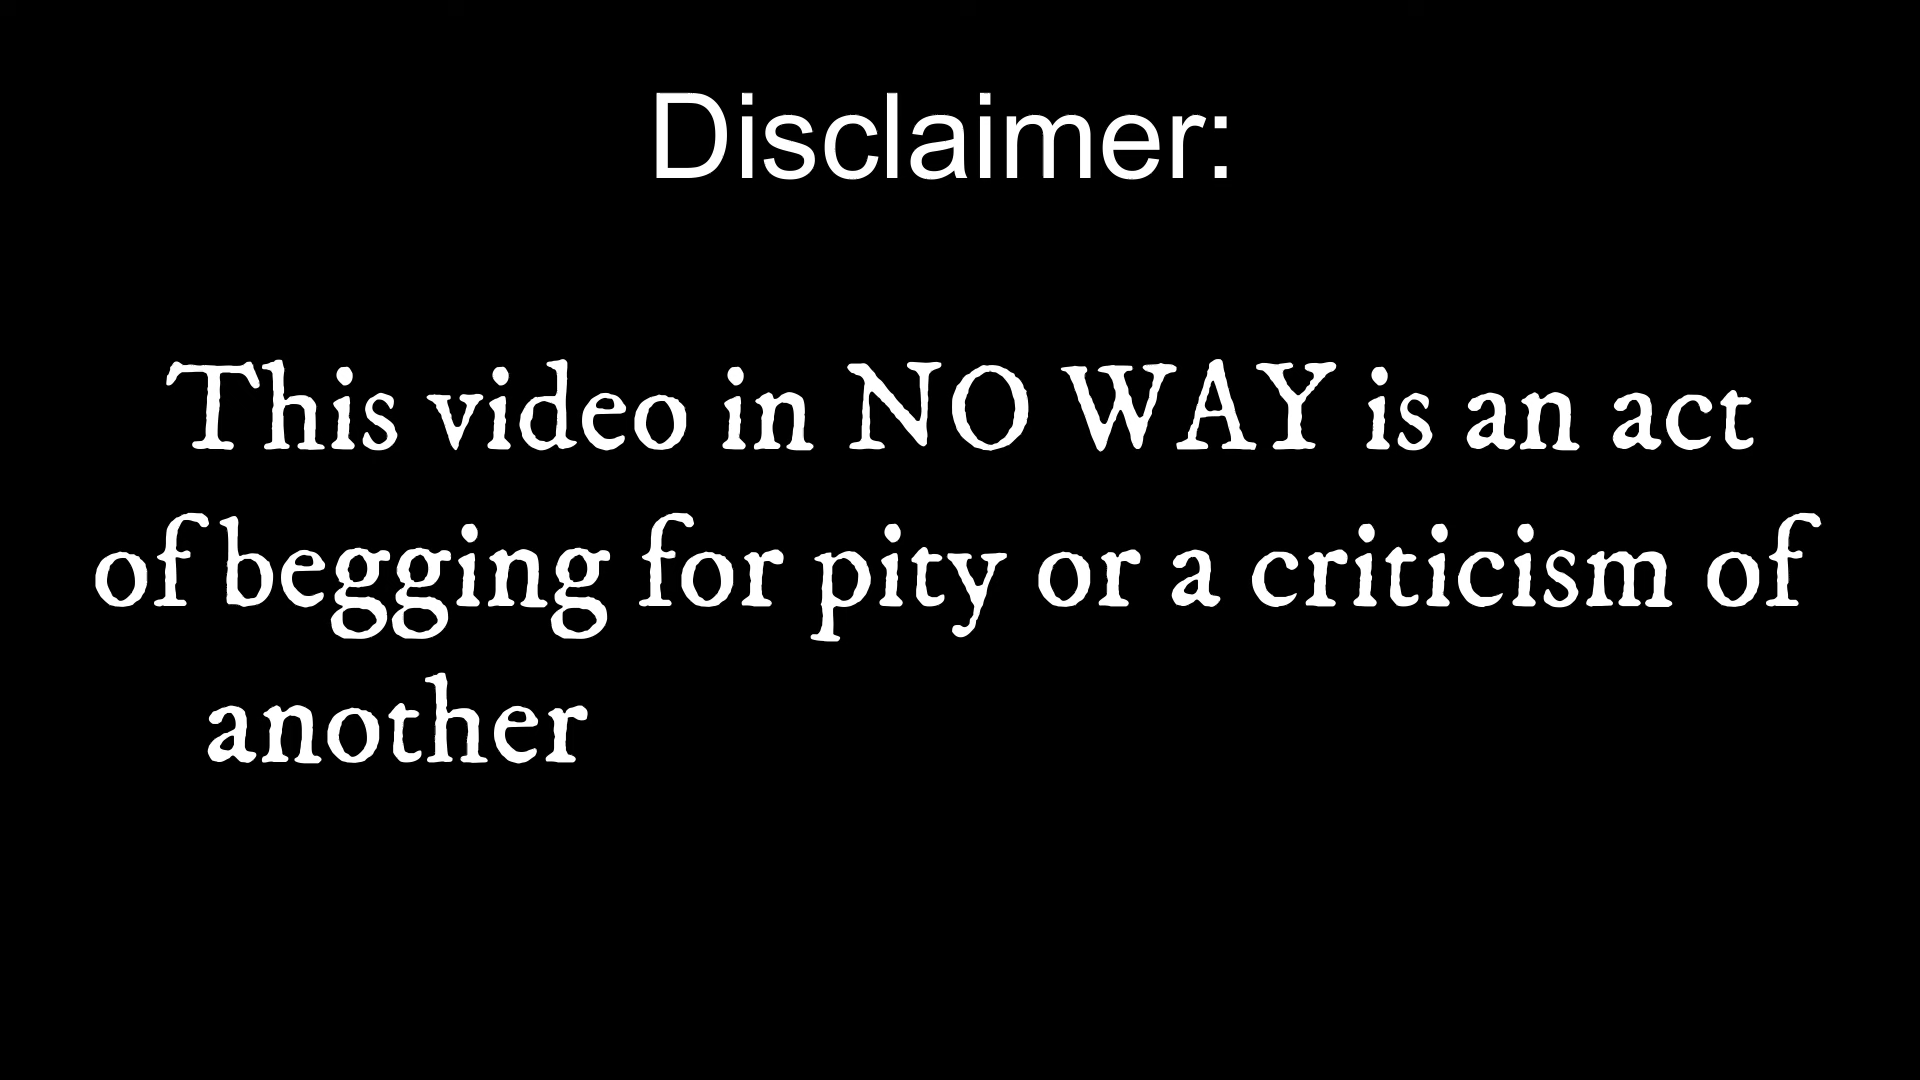 Disclaimer:
This video in NO WAY is an act
of begging for pity or a criticism of
another